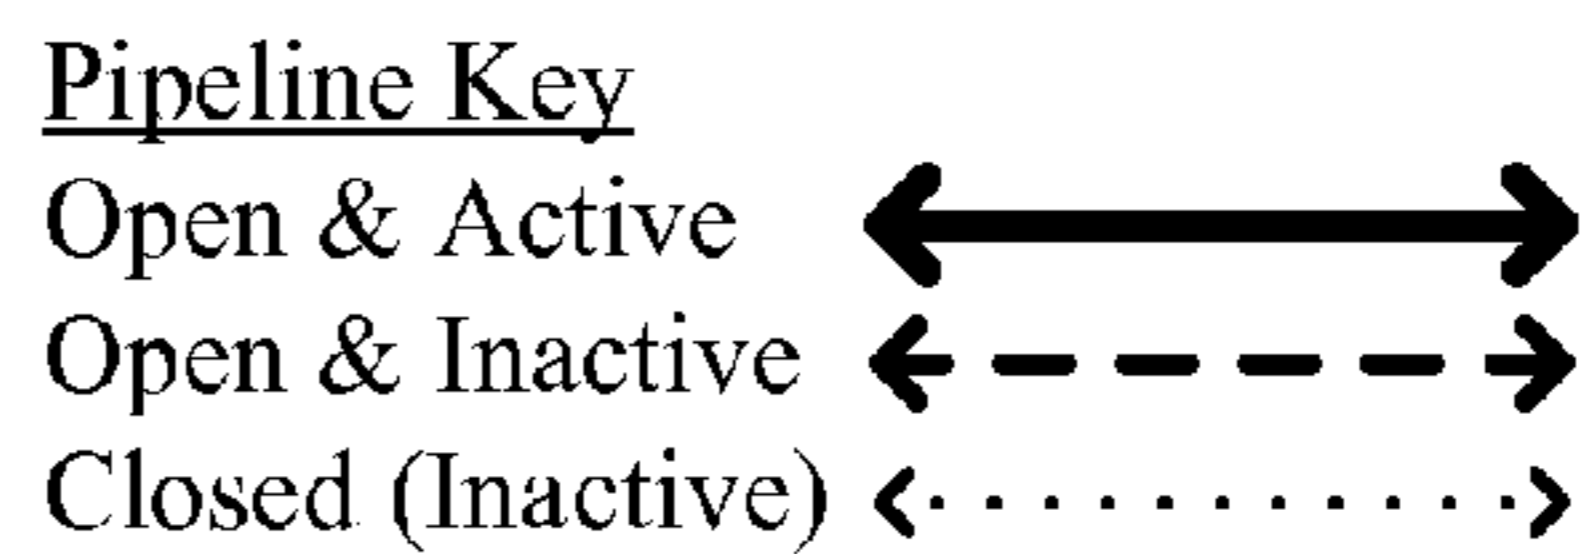 Pipeline Key
Open & Active
Open & Inactive
Closed (Inactive)